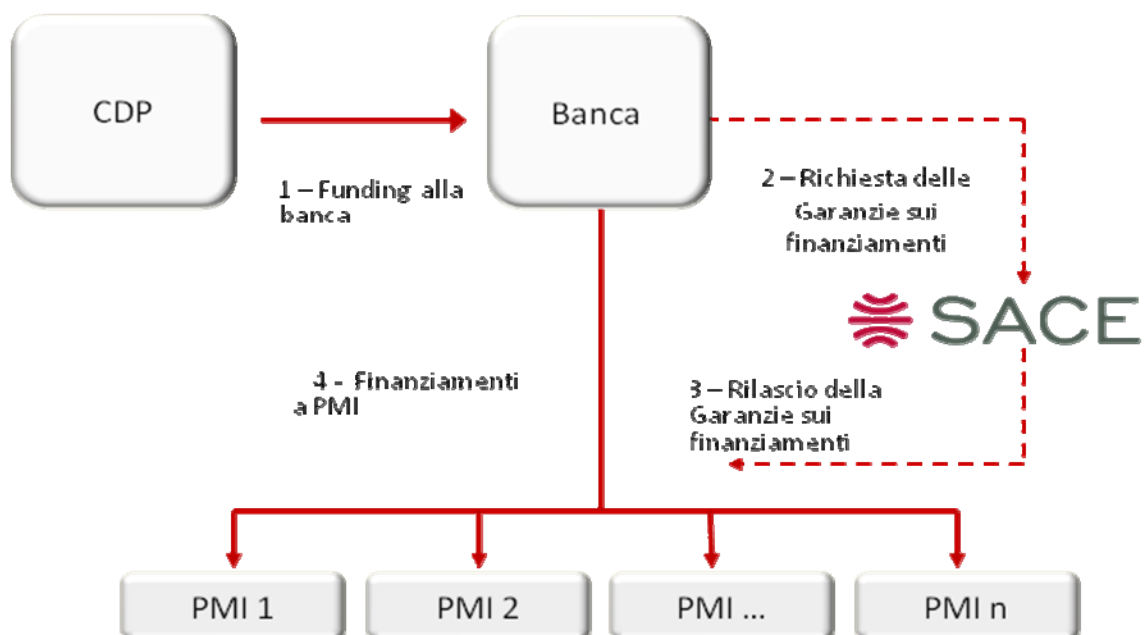 CDP
Banca
1 – Funding alla
banca
2 – Richiesta delle
Garanzie sui
finanziamenti
SACE
4 - Finanziamenti
a PMI
3 – Rilascio della
Garanzie sui
finanziamenti
PMI 1
PMI 2
PMI ...
PMI n